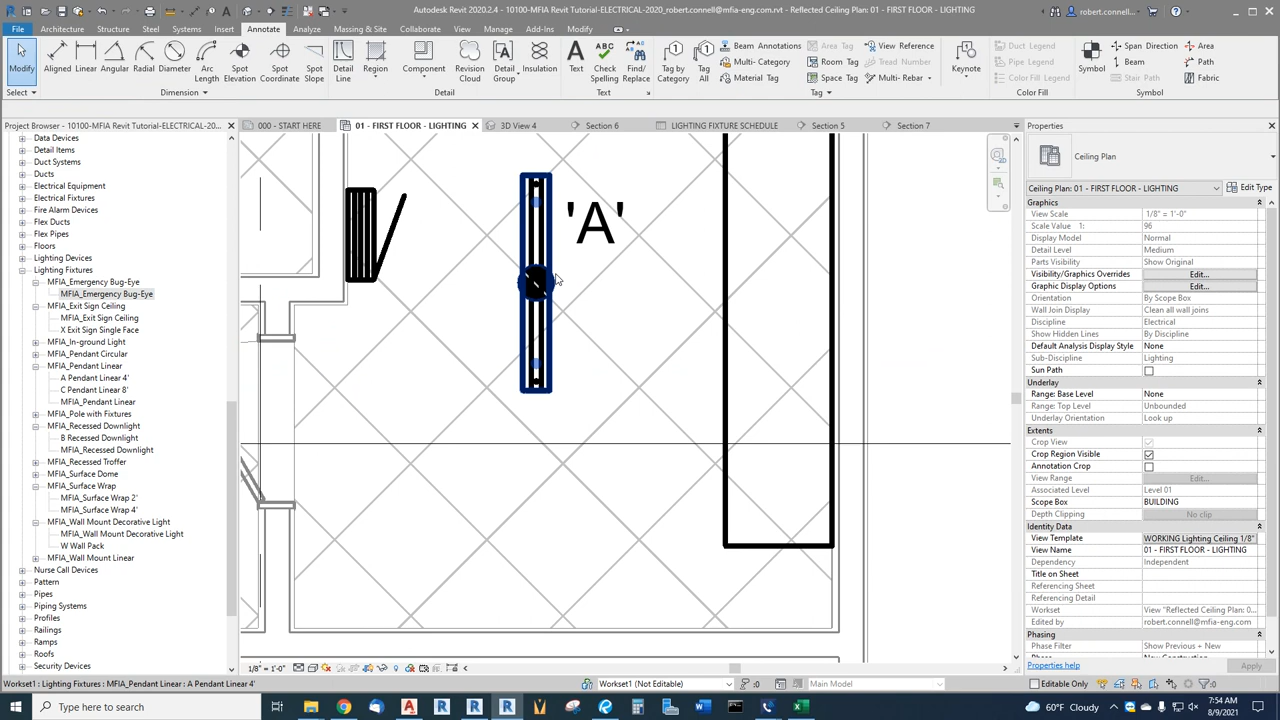 Autodesk Revit 2020.2.4 - 10100-MFIA Revit Tutorial-ELECTRICAL-2020_robert.connell@mfia-eng.com.rvt - Reflected Ceiling Plan: 01 - FIRST FLOOR - LIGHTING
robert.connell...
File Architecture Structure Steel Systems Insert Annotate Analyze Massing & Site Collaborate View Manage Add-Ins Modify
Modify Aligned Linear Angular Radial Diameter Arc Length Spot Elevation Spot Coordinate Spot Slope Detail Line Region Component Revision Cloud Detail Group Insulation Text Check Spelling Find/ Replace Tag by Category Tag All Beam Annotations Multi-Category Material Tag Area Tag Room Tag Space Tag View Reference Tread Number Multi-Rebar Keynote Duct Legend Pipe Legend Color Fill Legend Symbol Span Direction Beam Stair Path Area Path Fabric
Select Dimension Detail Text Tag Color Fill Symbol
Project Browser - 10100-MFIA Revit Tutorial-ELECTRICAL-20...
000 - START HERE 01 - FIRST FLOOR - LIGHTING 3D View 4 Section 6 LIGHTING FIXTURE SCHEDULE Section 5 Section 7
Data Devices
Detail Items
Duct Systems
Ducts
Electrical Equipment
Electrical Fixtures
Fire Alarm Devices
Flex Ducts
Flex Pipes
Floors
Lighting Devices
Lighting Fixtures
MFIA_Emergency Bug-Eye
MFIA_Emergency Bug-Eye
MFIA_Exit Sign Ceiling
MFIA_Exit Sign Ceiling
X Exit Sign Single Face
MFIA_In-ground Light
MFIA_Pendant Circular
MFIA_Pendant Linear
A Pendant Linear 4'
C Pendant Linear 8'
MFIA_Pendant Linear
MFIA_Pole with Fixtures
MFIA_Recessed Downlight
B Recessed Downlight
MFIA_Recessed Downlight
MFIA_Recessed Troffer
MFIA_Surface Dome
MFIA_Surface Wrap
MFIA_Surface Wrap 2'
MFIA_Surface Wrap 4'
MFIA_Wall Mount Decorative Light
MFIA_Wall Mount Decorative Light
W Wall Pack
MFIA_Wall Mount Linear
Nurse Call Devices
Pattern
Pipes
Piping Systems
Profiles
Railings
Ramps
Roofs
Security Devices
'A'
Properties
Ceiling Plan
Ceiling Plan: 01 - FIRST FLOOR - LIGHTING Edit Type
Graphics
View Scale 1/8" = 1'-0"
Scale Value 1: 96
Display Model Normal
Detail Level Medium
Parts Visibility Show Original
Visibility/Graphics Overrides Edit...
Graphic Display Options Edit...
Orientation By Scope Box
Wall Join Display Clean all wall joins
Discipline Electrical
Show Hidden Lines By Discipline
Default Analysis Display Style None
Sub-Discipline Lighting
Sun Path
Underlay
Range: Base Level None
Range: Top Level Unbounded
Underlay Orientation Look up
Extents
Crop View
Crop Region Visible
Annotation Crop
View Range Edit...
Associated Level Level 01
Scope Box BUILDING
Depth Clipping No clip
Identity Data
View Template WORKING Lighting Ceiling 1/8"
View Name 01 - FIRST FLOOR - LIGHTING
Dependency Independent
Title on Sheet
Referencing Sheet
Referencing Detail
Workset View "Reflected Ceiling Plan: 0...
Edited by robert.connell@mfia-eng.com
Phasing
Phase Filter Show Previous + New
Properties help Apply
1/8" = 1'-0"
Workset1 : Lighting Fixtures : MFIA_Pendant Linear : A Pendant Linear 4' Workset1 (Not Editable) :0 Main Model Editable Only :0
Type here to search 60°F Cloudy 7:54 AM
8/9/2021